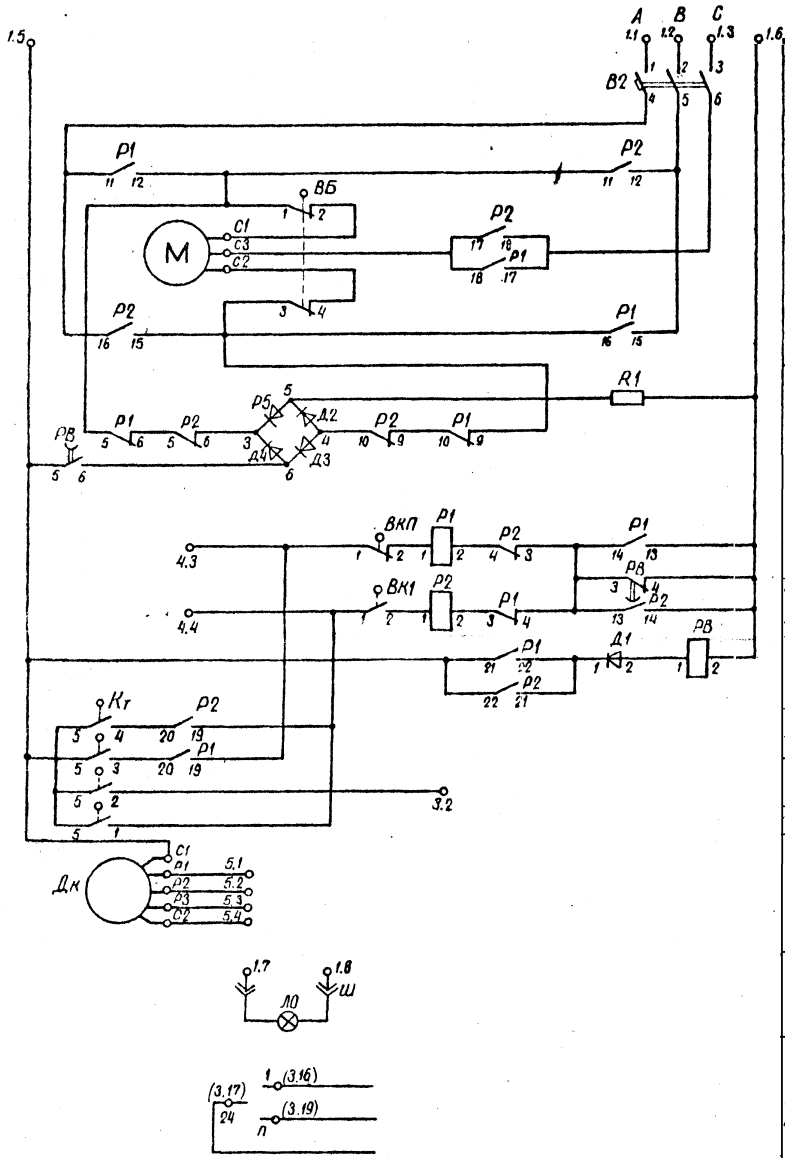 А В С
1.5 1.1 1.2 1.3 1.6
1 2 3
В2
4 5 6
Р1 Р2
11 12 11 12
ВБ
1 2
С1
С3
С2
М
Р2
17 18
Р1
18 17
3 4
Р2 Р1
16 15 16 15
R1
5
Р5 Д2
РВ Р1 Р2 Р2 Р1
5 6 5 6 3 4 10 9 10 9
Д4 Д3
5 6 6
ВКП Р1 Р2 Р1
4.3 1 2 1 2 4 3 14 13
РВ
3 4
ВК1 Р2 Р1 Р2
4.4 1 2 1 2 3 4 13 14
Р1 Д1 РВ
21 22 1 2 1 2
Р2
22 21
Кт Р2
5 4 20 19
Р1
5 3 20 19
5 2 3.2
5 1
С1
Дк
Р1 5.1
Р2 5.2
Р3 5.3
С2 5.4
1.7 1.8
Ш
ЛО
1 (3.16)
(3.17)
24
(3.19)
п